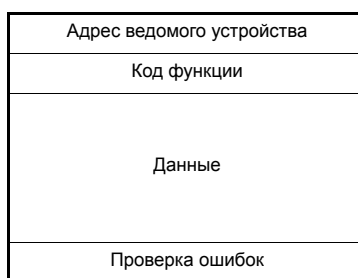 Адрес ведомого устройства
Код функции
Данные
Проверка ошибок